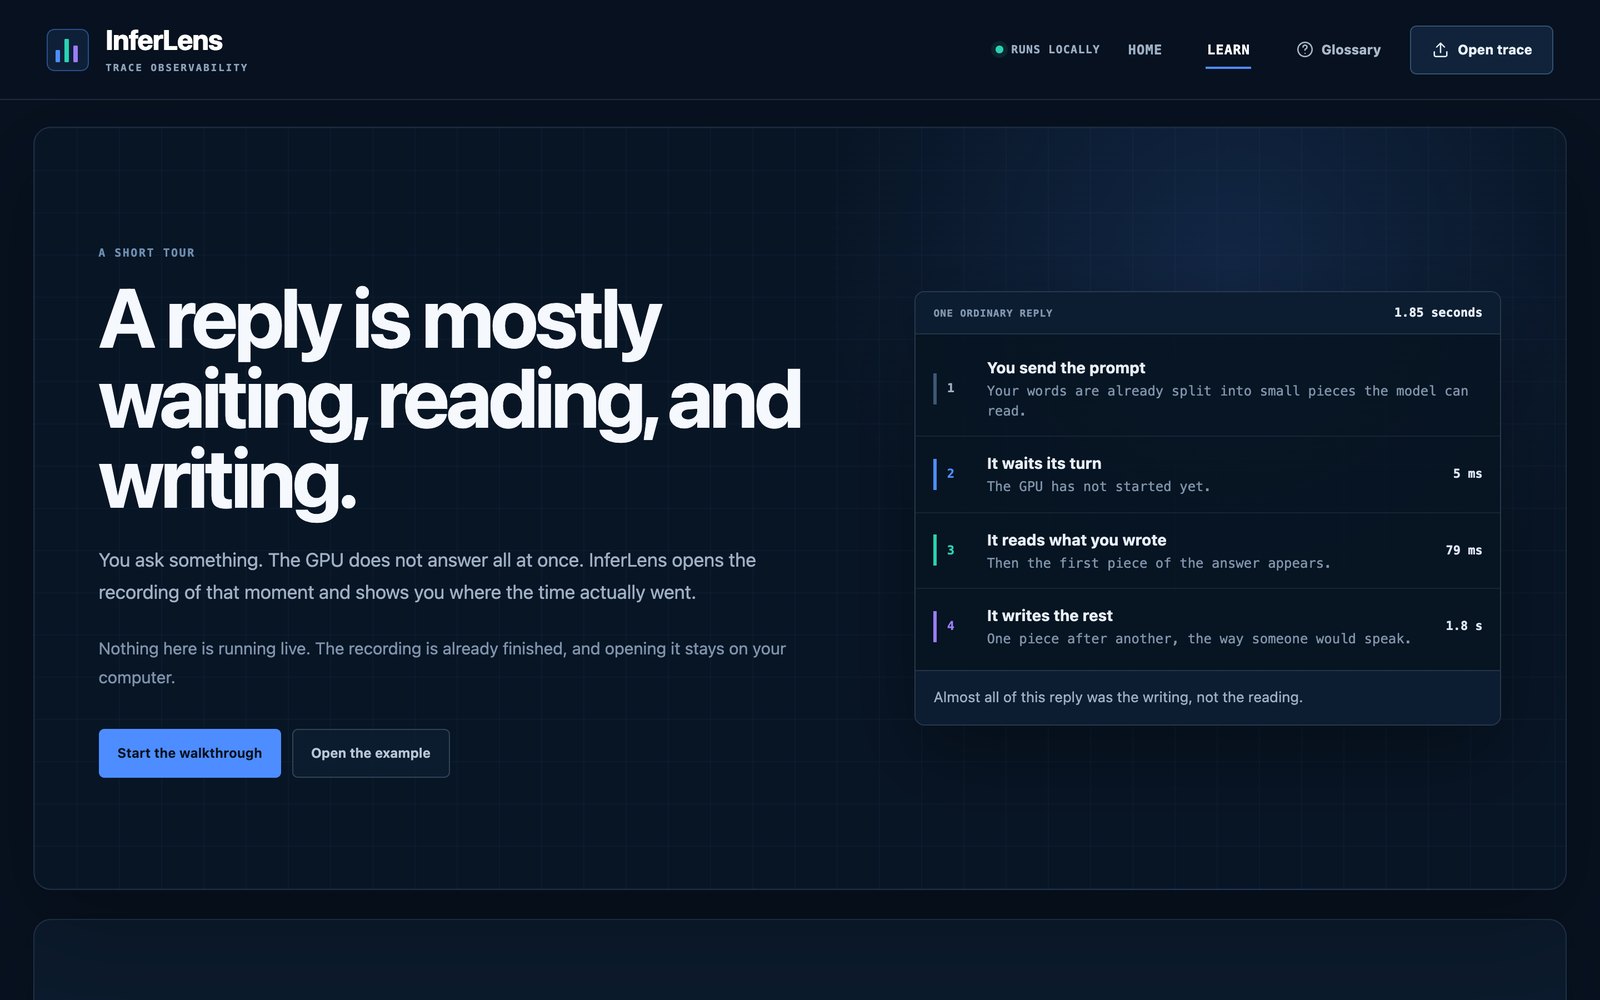 InferLens
TRACE OBSERVABILITY
RUNS LOCALLY
HOME
LEARN
Glossary
Open trace
A SHORT TOUR
A reply is mostly
waiting, reading, and
writing.
You ask something. The GPU does not answer all at once. InferLens opens the
recording of that moment and shows you where the time actually went.
Nothing here is running live. The recording is already finished, and opening it stays on your
computer.
Start the walkthrough
Open the example
ONE ORDINARY REPLY
1.85 seconds
1
You send the prompt
Your words are already split into small pieces the model can
read.
2
It waits its turn
The GPU has not started yet.
5 ms
3
It reads what you wrote
Then the first piece of the answer appears.
79 ms
4
It writes the rest
One piece after another, the way someone would speak.
1.8 s
Almost all of this reply was the writing, not the reading.